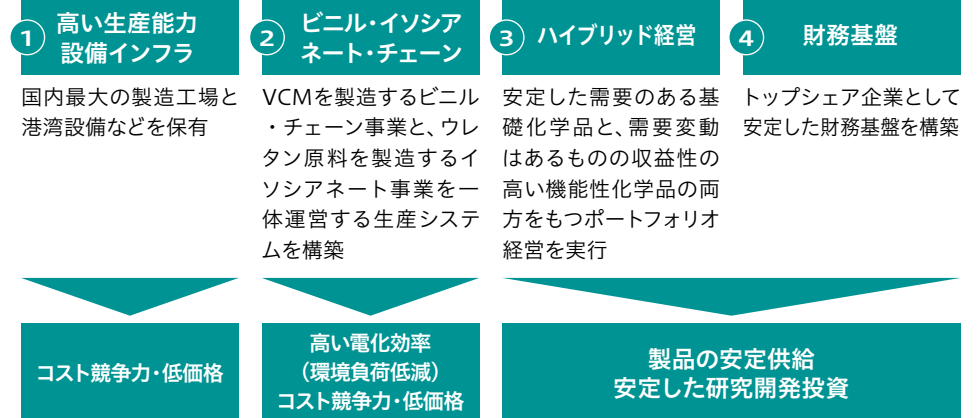 1 高い生産能力
設備インフラ
国内最大の製造工場と
港湾設備などを保有
コスト競争力・低価格
2 ビニル・イソシア
ネート・チェーン
VCMを製造するビニル
・チェーン事業と、ウレ
タン原料を製造するイ
ソシアネート事業を一
体運営する生産システ
ムを構築
高い電化効率
（環境負荷低減）
コスト競争力・低価格
3 ハイブリッド経営
安定した需要のある基
礎化学品と、需要変動
はあるものの収益性の
高い機能性化学品の両
方をもつポートフォリオ
経営を実行
4 財務基盤
トップシェア企業として
安定した財務基盤を構築
製品の安定供給
安定した研究開発投資